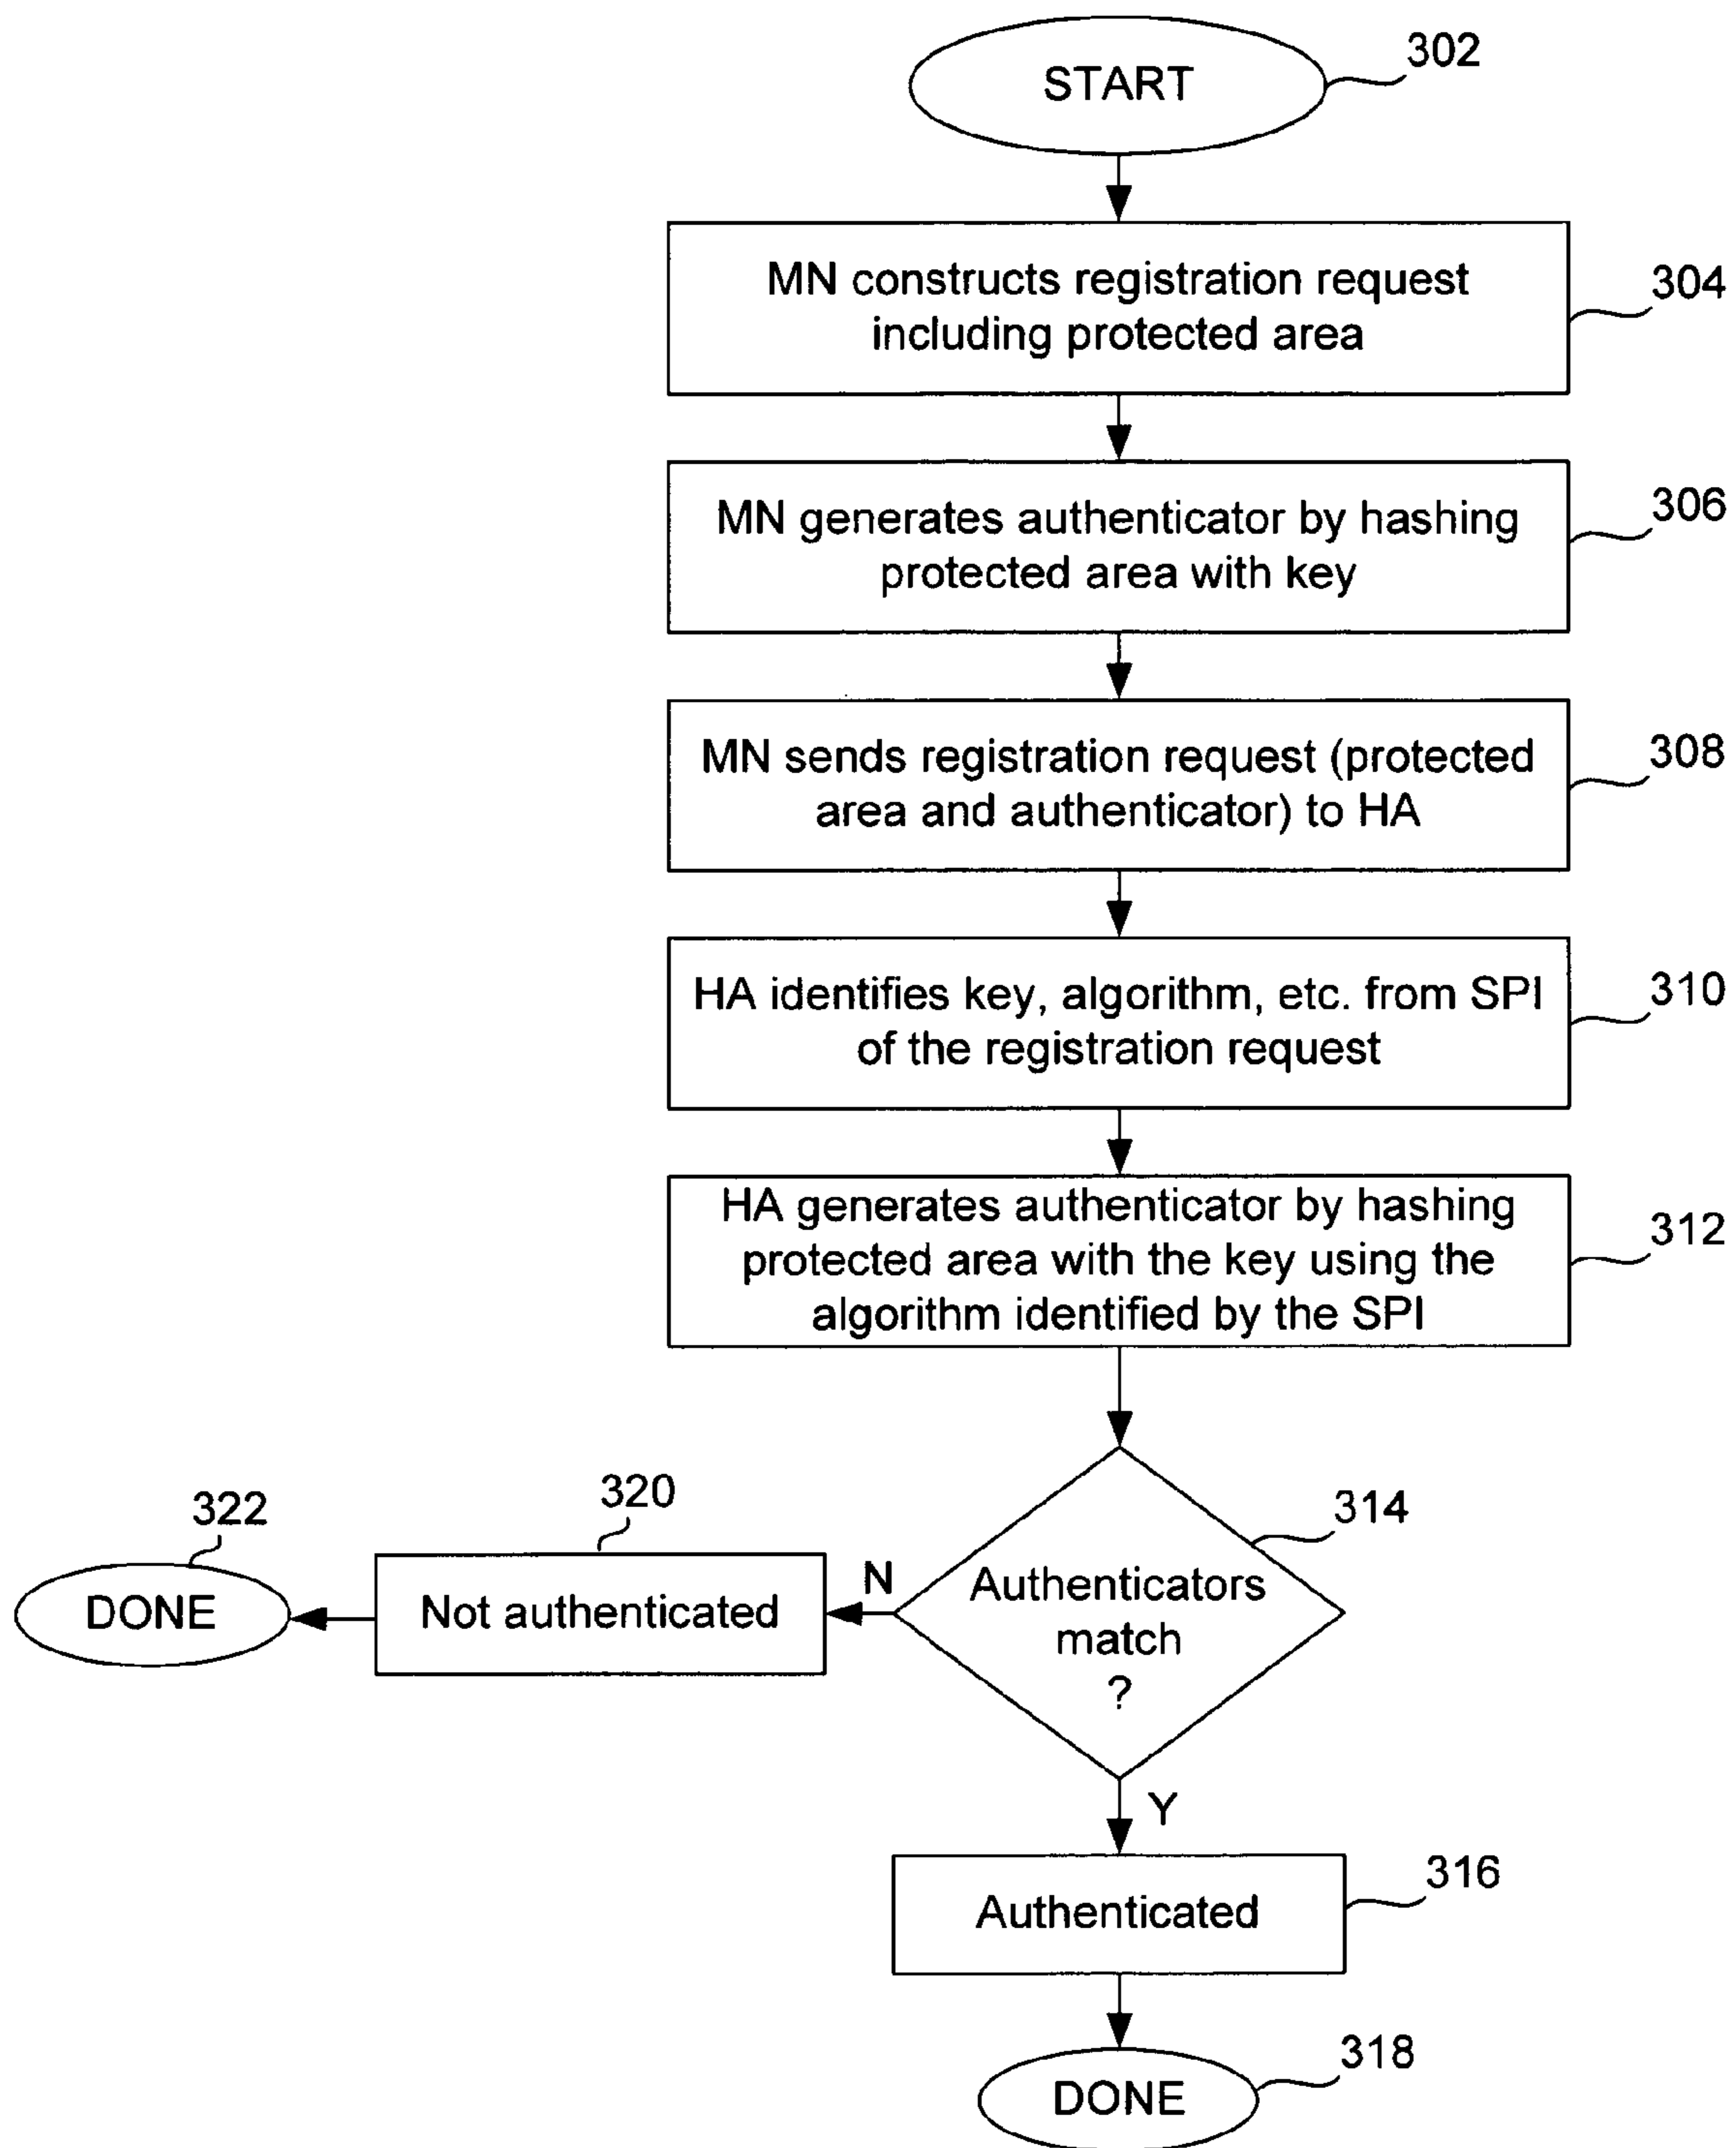 START
302
MN constructs registration request
including protected area
304
MN generates authenticator by hashing
protected area with key
306
MN sends registration request (protected
area and authenticator) to HA
308
HA identifies key, algorithm, etc. from SPI
of the registration request
310
HA generates authenticator by hashing
protected area with the key using the
algorithm identified by the SPI
312
314
Authenticators
match
?
N
320
Not authenticated
322
DONE
Y
Authenticated
316
DONE
318